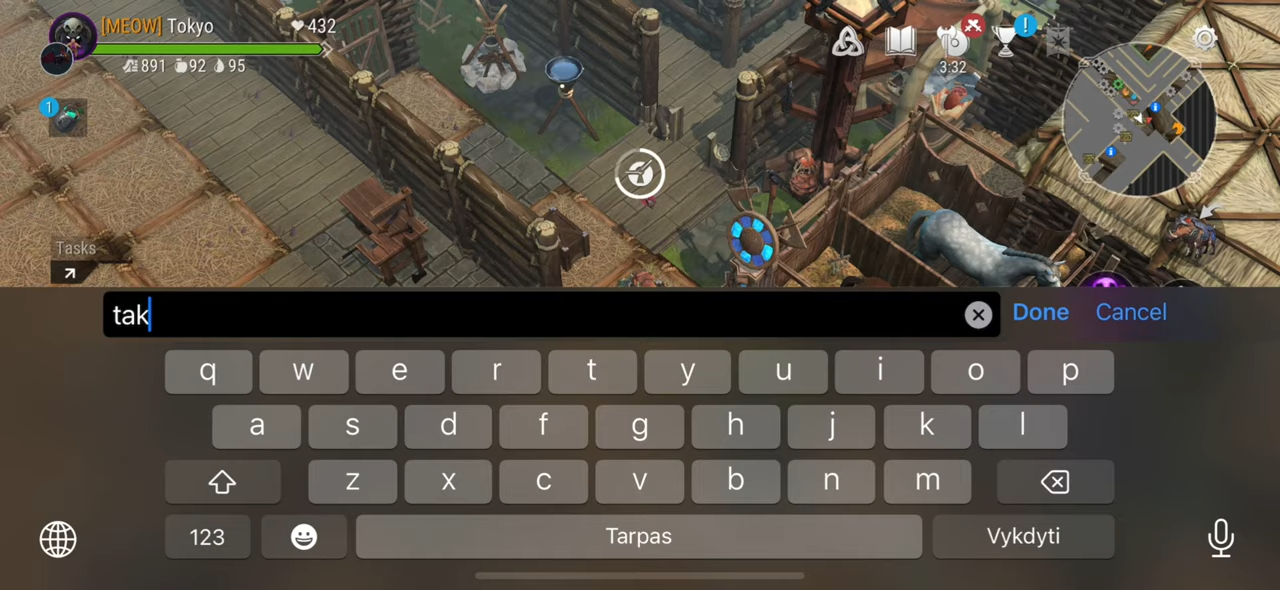 [MEOW] Tokyo
432
891 92 95
1
3:32
Tasks
tak
Done
Cancel
q w e r t y u i o p
a s d f g h j k l
z x c v b n m
123
Tarpas
Vykdyti